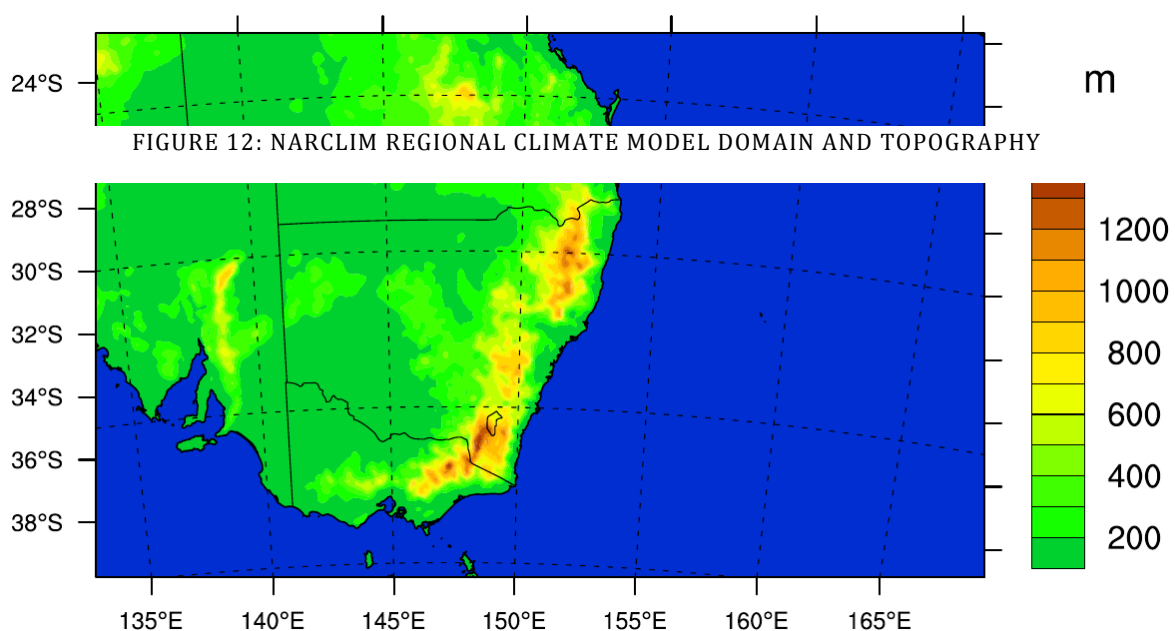 24°S
m
FIGURE 12: NARCLIM REGIONAL CLIMATE MODEL DOMAIN AND TOPOGRAPHY
28°S
1200
30°S
1000
32°S
800
34°S
600
36°S
400
38°S
200
135°E 140°E 145°E 150°E 155°E 160°E 165°E